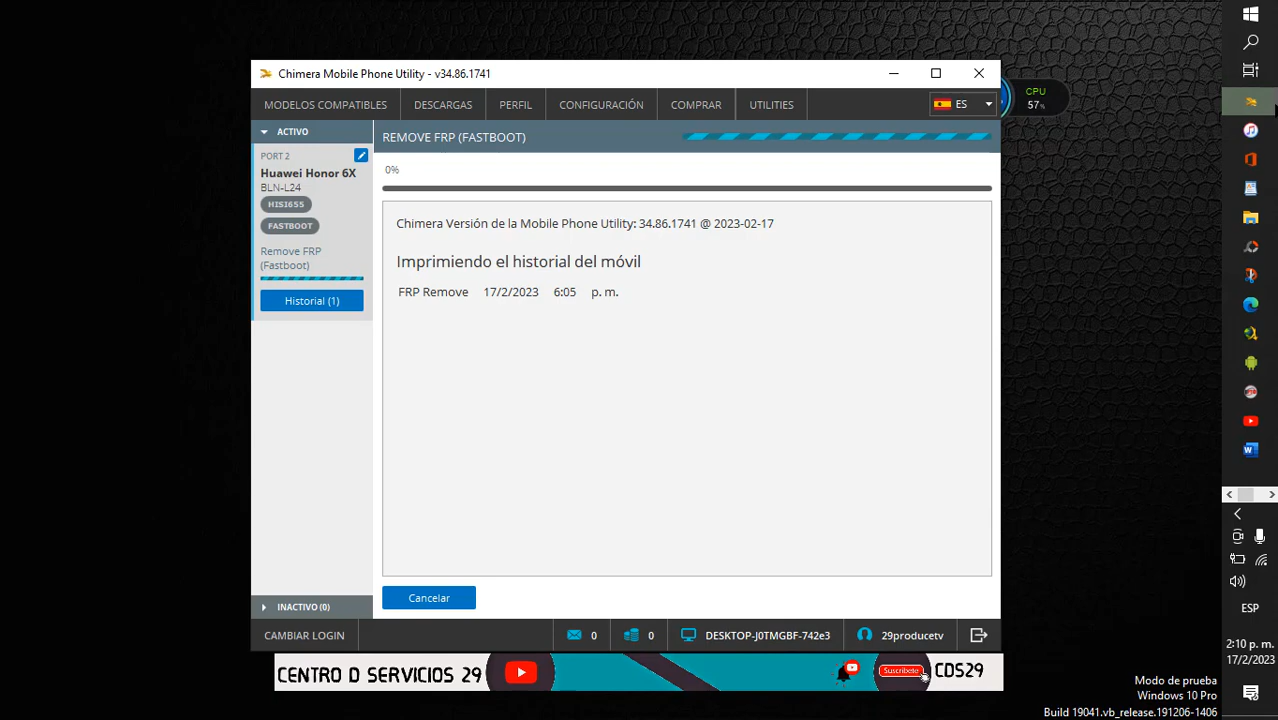 Chimera Mobile Phone Utility - v34.86.1741
MODELOS COMPATIBLES DESCARGAS PERFIL CONFIGURACIÓN COMPRAR UTILITIES ES
CPU
57%
ACTIVO
PORT 2
Huawei Honor 6X
BLN-L24
HISI655
FASTBOOT
Remove FRP
(Fastboot)
Historial (1)
INACTIVO (0)
REMOVE FRP (FASTBOOT)
0%
Chimera Versión de la Mobile Phone Utility: 34.86.1741 @ 2023-02-17
Imprimiendo el historial del móvil
FRP Remove 17/2/2023 6:05 p. m.
Cancelar
CAMBIAR LOGIN 0 0 DESKTOP-J0TMGBF-742e3 29producetv
CENTRO D SERVICIOS 29 Suscribete CDS29
ESP
2:10 p. m.
17/2/2023
Modo de prueba
Windows 10 Pro
Build 19041.vb_release.191206-1406